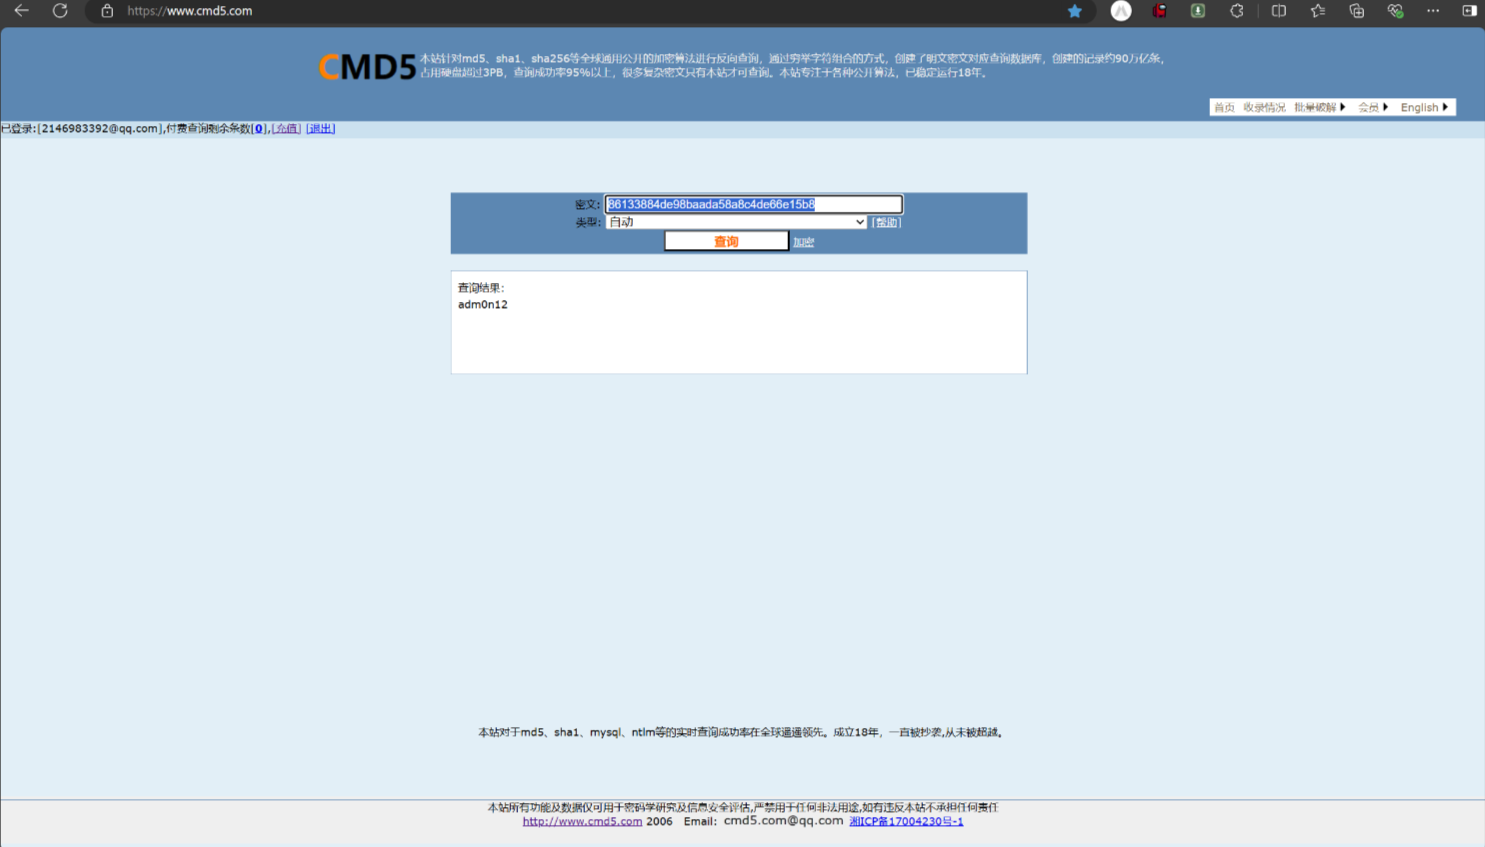 https://www.cmd5.com
CMD5
本站针对md5、sha1、sha256等全球通用公开的加密算法进行反向查询，通过穷举字符组合的方式，创建了明文密文对应查询数据库，创建的记录约90万亿条，
占用硬盘超过3PB，查询成功率95%以上，很多复杂密文只有本站才可查询。本站专注于各种公开算法，已稳定运行18年。
首页 收录情况 批量破解 会员 English
已登录:[2146983392@qq.com],付费查询剩余条数[0],[充值] [退出]
密文: 86133884de98baada58a8c4de66e15b8
类型: 自动 [帮助]
查询 加密
查询结果:
adm0n12
本站对于md5、sha1、mysql、ntlm等的实时查询成功率在全球遥遥领先。成立18年，一直被抄袭,从未被超越。
本站所有功能及数据仅可用于密码学研究及信息安全评估,严禁用于任何非法用途,如有违反本站不承担任何责任
http://www.cmd5.com 2006 Email: cmd5.com@qq.com 湘ICP备17004230号-1